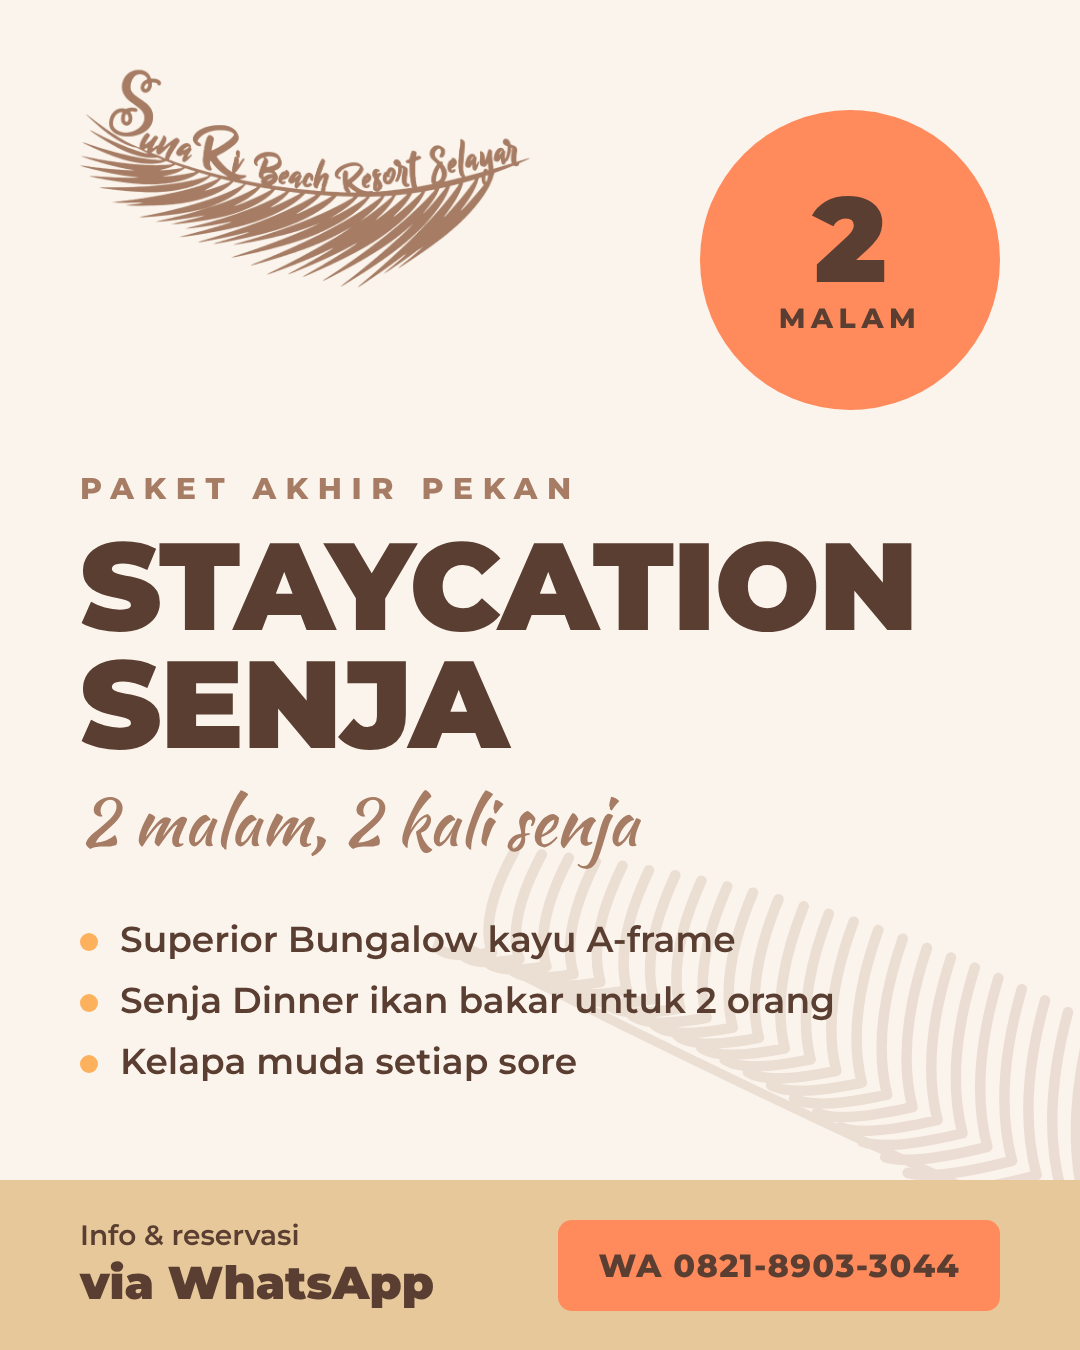 SunaRi Beach Resort Selayar
2
MALAM
PAKET AKHIR PEKAN
STAYCATION
SENJA
2 malam, 2 kali senja
Superior Bungalow kayu A-frame
Senja Dinner ikan bakar untuk 2 orang
Kelapa muda setiap sore
Info & reservasi
via WhatsApp
WA 0821-8903-3044